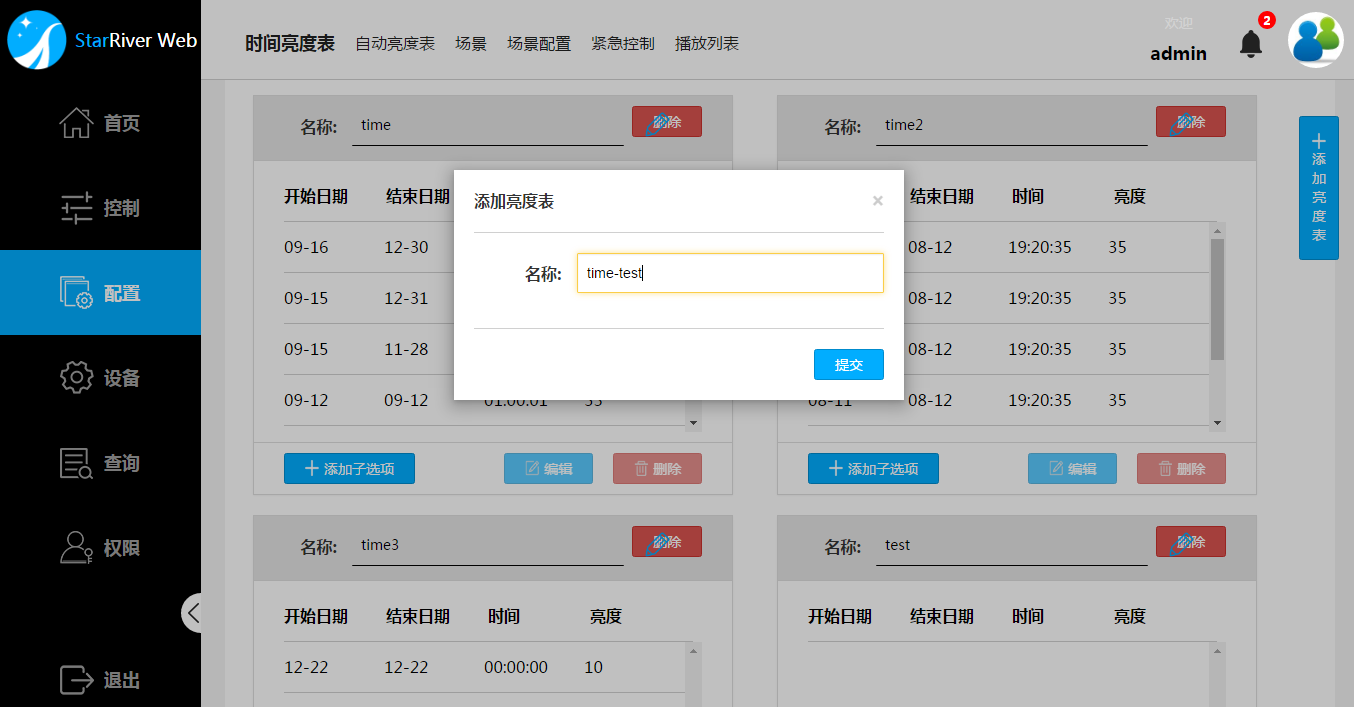 StarRiver Web
时间亮度表 自动亮度表 场景 场景配置 紧急控制 播放列表
欢迎
admin
2
首页
控制
配置
设备
查询
权限
退出
名称: time 删除
开始日期 结束日期
09-16 12-30
09-15 12-31
09-15 11-28
09-12 09-12 01:00:01 55
添加子选项 编辑 删除
名称: time2 删除
结束日期 时间 亮度
08-12 19:20:35 35
08-12 19:20:35 35
08-12 19:20:35 35
08-11 08-12 19:20:35 35
添加子选项 编辑 删除
添加亮度表
添加亮度表 ×
名称: time-test
提交
名称: time3 删除
开始日期 结束日期 时间 亮度
12-22 12-22 00:00:00 10
名称: test 删除
开始日期 结束日期 时间 亮度